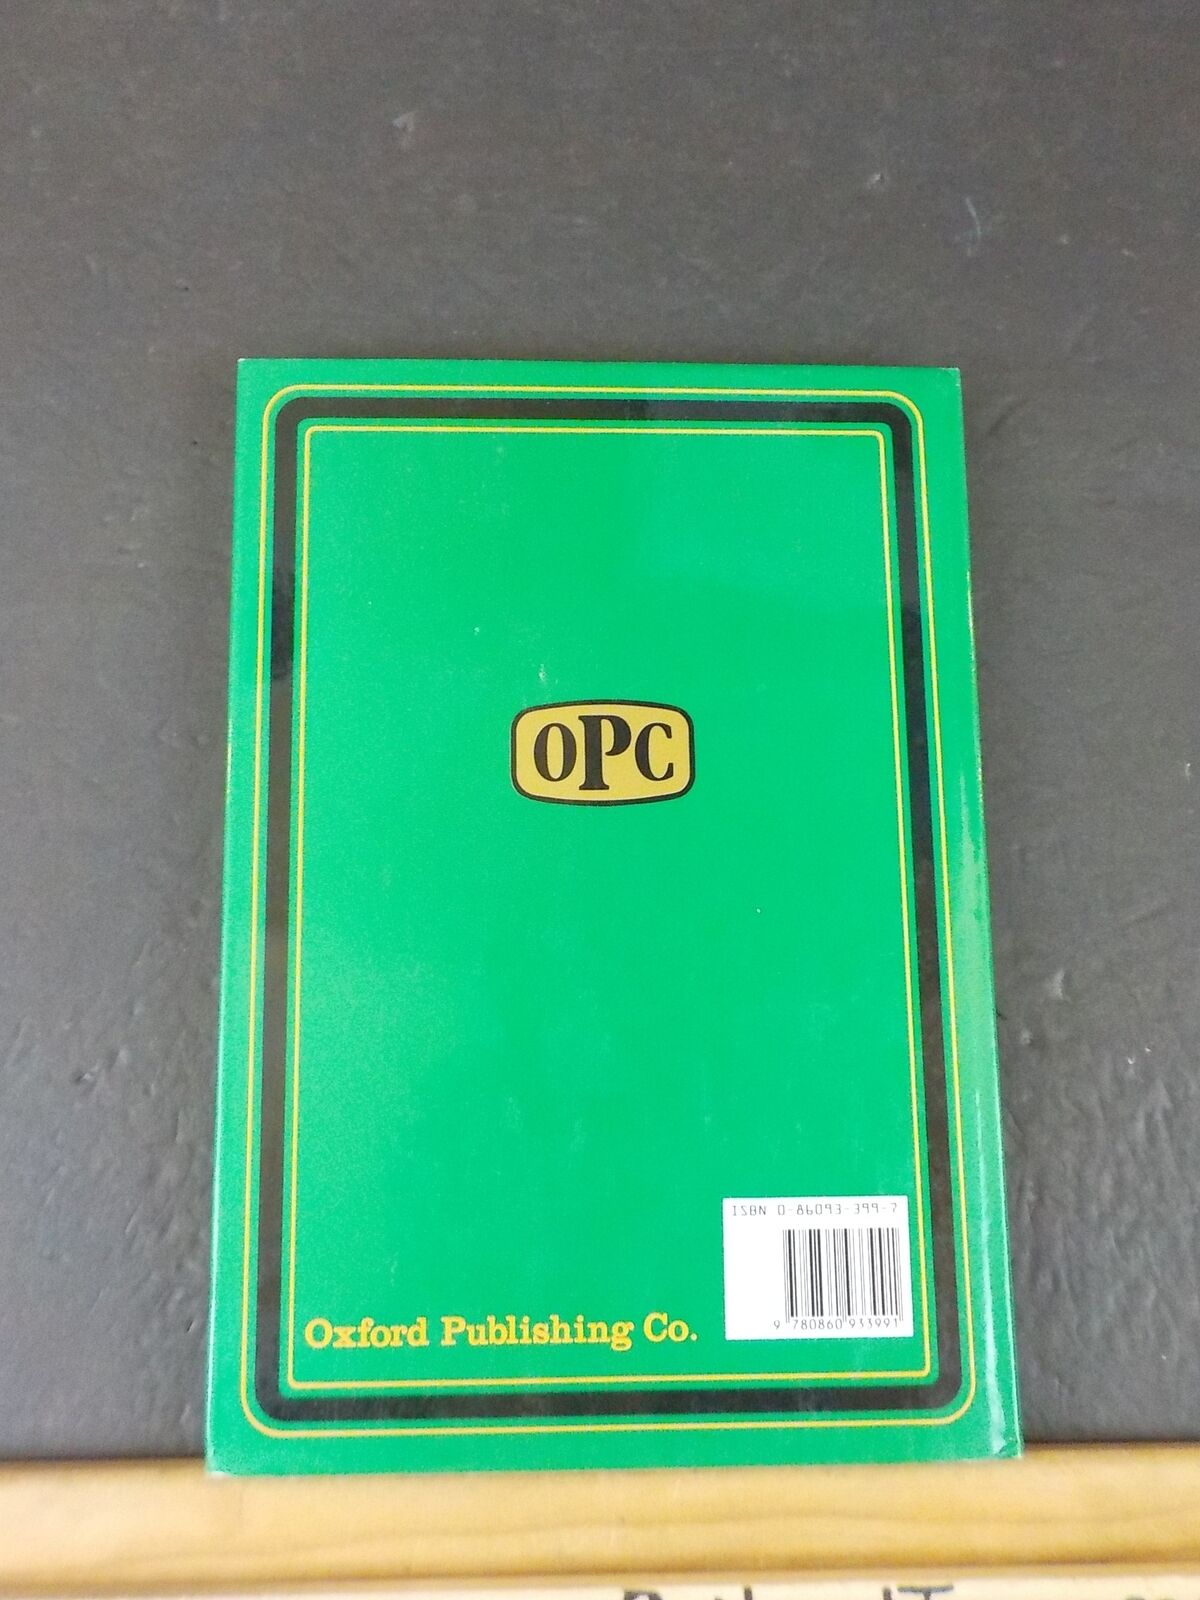 OPC
ISBN 0-86093-399-7
9 780860 933991
Oxford Publishing Co.